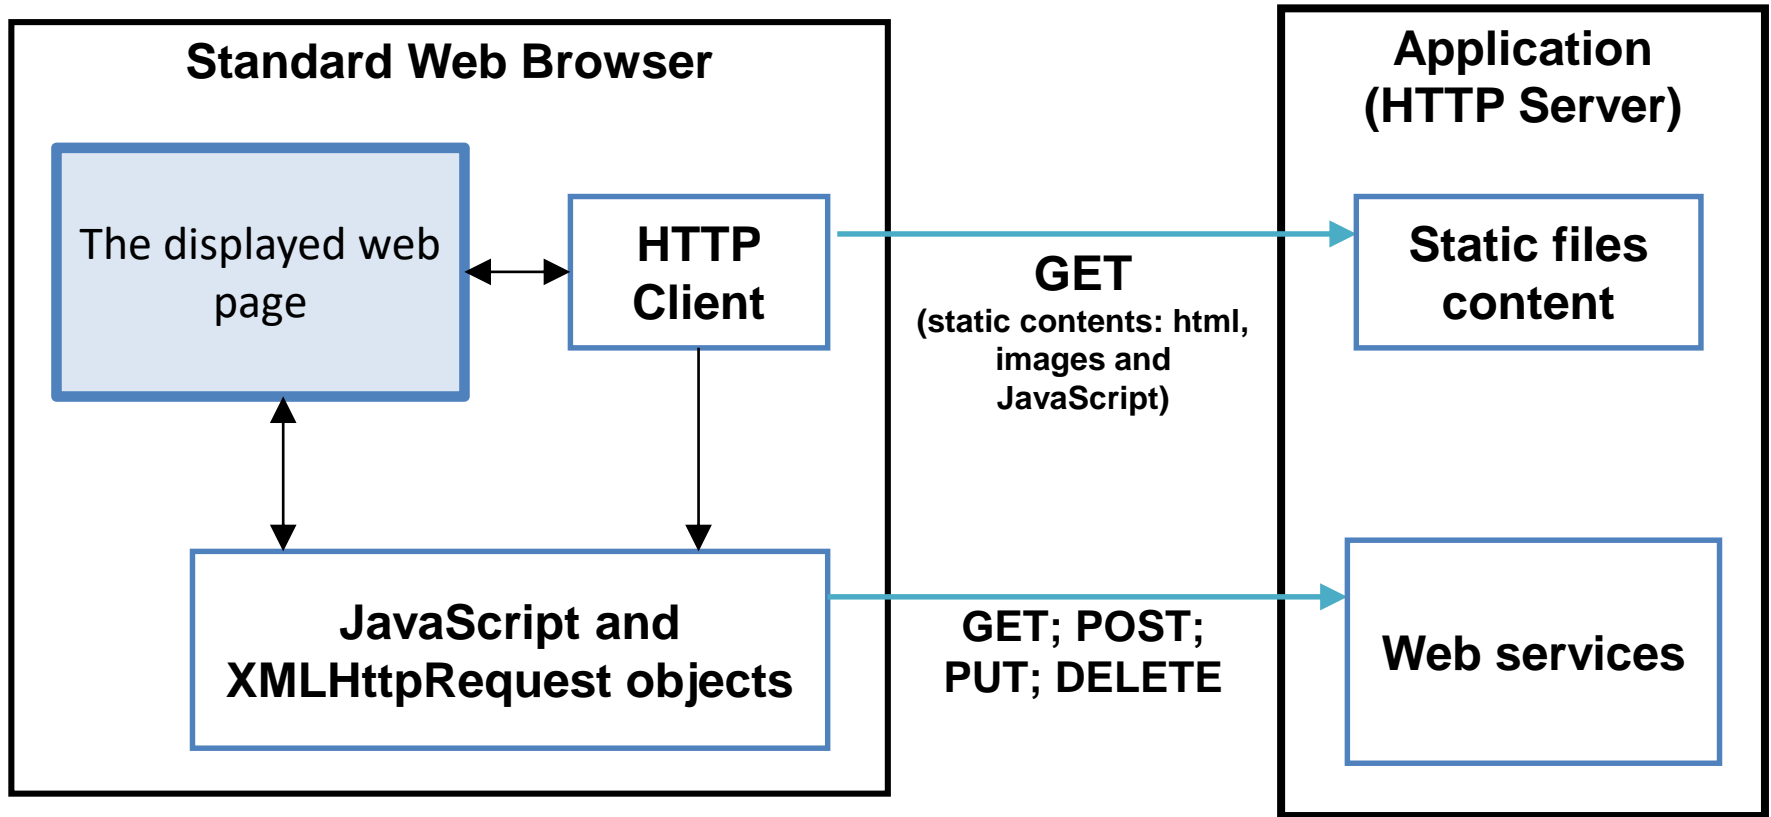 Standard Web Browser
The displayed web
page
HTTP
Client
JavaScript and
XMLHttpRequest objects
GET
(static contents: html,
images and
JavaScript)
GET; POST;
PUT; DELETE
Application
(HTTP Server)
Static files
content
Web services